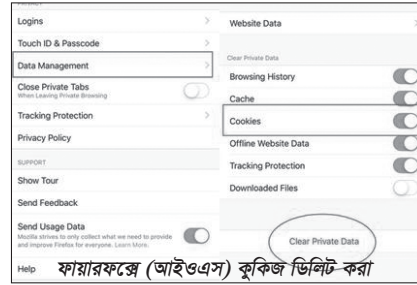 Logins
Touch ID & Passcode
Data Management
Close Private Tabs
When Leaving Private Browsing
Tracking Protection
Privacy Policy
SUPPORT
Show Tour
Send Feedback
Send Usage Data
Mozilla strives to only collect what we need to provide
and improve Firefox for everyone. Learn More.
Help
Website Data
Clear Private Data
Browsing History
Cache
Cookies
Offline Website Data
Tracking Protection
Downloaded Files
Clear Private Data
ফায়ারফক্সে (আইওএস) কুকিজ ডিলিট করা